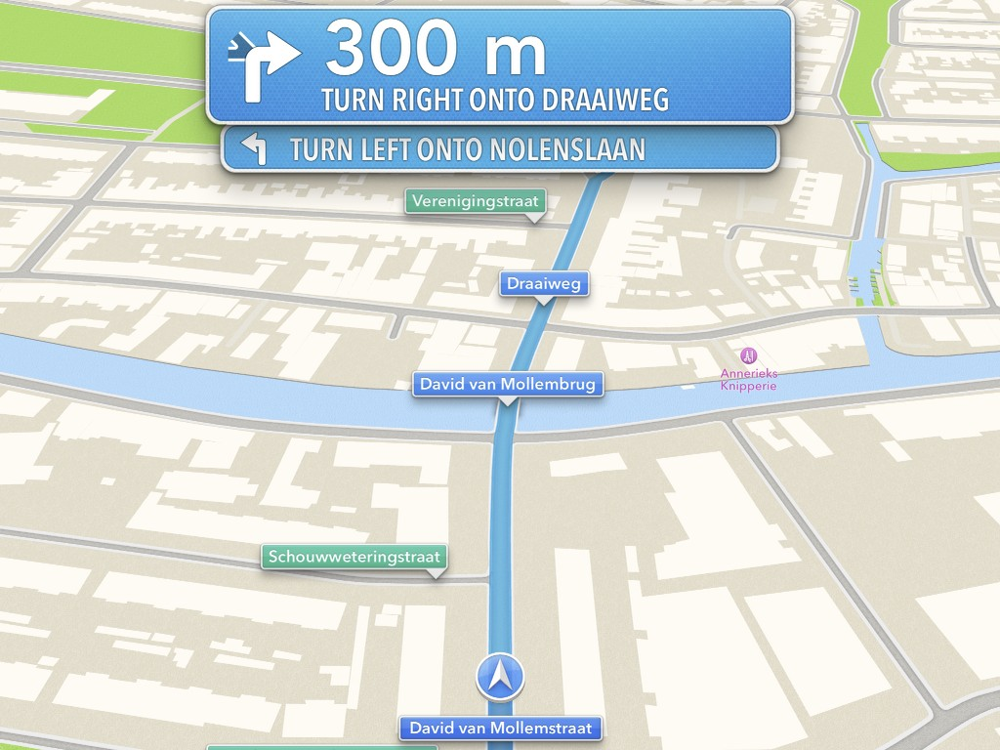 300 m
TURN RIGHT ONTO DRAAIWEG
TURN LEFT ONTO NOLENSLAAN
Verenigingstraat
Draaiweg
David van Mollembrug
Annerieks
Knipperie
Schouwweteringstraat
David van Mollemstraat